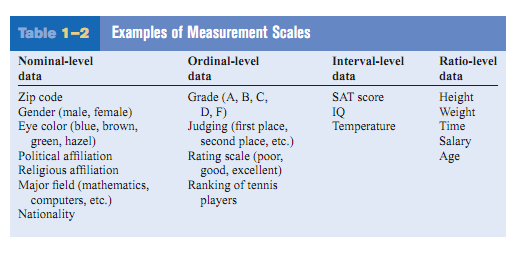 Table 1–2 Examples of Measurement Scales
Nominal-level
data
Zip code
Gender (male, female)
Eye color (blue, brown,
green, hazel)
Political affiliation
Religious affiliation
Major field (mathematics,
computers, etc.)
Nationality
Ordinal-level
data
Grade (A, B, C,
D, F)
Judging (first place,
second place, etc.)
Rating scale (poor,
good, excellent)
Ranking of tennis
players
Interval-level
data
SAT score
IQ
Temperature
Ratio-level
data
Height
Weight
Time
Salary
Age